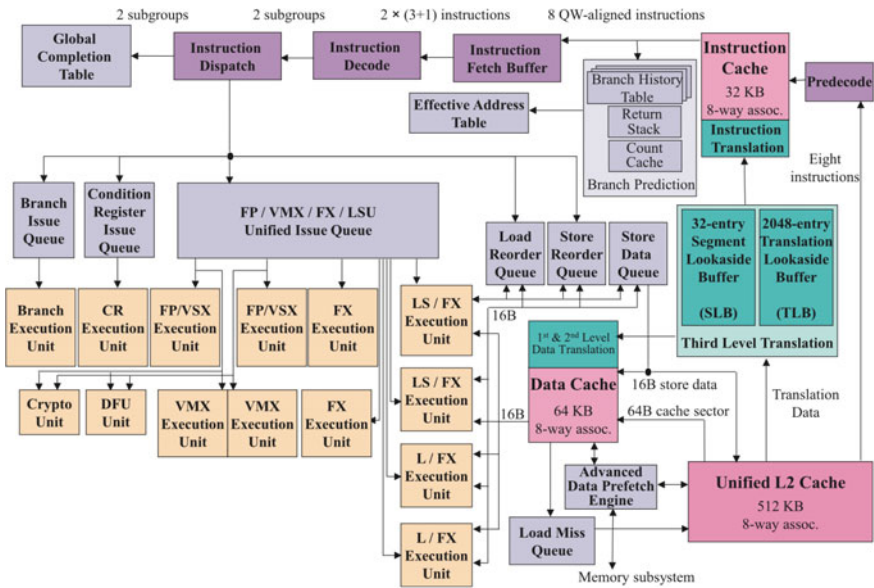 2 subgroups
2 subgroups
2 × (3+1) instructions
8 QW-aligned instructions
Global
Completion
Table
Instruction
Dispatch
Instruction
Decode
Instruction
Fetch Buffer
Instruction
Cache
32 KB
8-way assoc.
Instruction
Translation
Predecode
Effective Address
Table
Branch History
Table
Return
Stack
Count
Cache
Branch Prediction
Eight
instructions
Branch
Issue
Queue
Condition
Register
Issue
Queue
FP / VMX / FX / LSU
Unified Issue Queue
Load
Reorder
Queue
Store
Reorder
Queue
Store
Data
Queue
32-entry
Segment
Lookaside
Buffer
(SLB)
2048-entry
Translation
Lookaside
Buffer
(TLB)
Third Level Translation
Branch
Execution
Unit
CR
Execution
Unit
FP/VSX
Execution
Unit
FP/VSX
Execution
Unit
FX
Execution
Unit
LS / FX
Execution
Unit
16B
1st & 2nd Level
Data Translation
Data Cache
64 KB
8-way assoc.
16B store data
64B cache sector
Translation
Data
Crypto
Unit
DFU
Unit
VMX
Execution
Unit
VMX
Execution
Unit
FX
Execution
Unit
LS / FX
Execution
Unit
16B
L / FX
Execution
Unit
Advanced
Data Prefetch
Engine
Unified L2 Cache
512 KB
8-way assoc.
L / FX
Execution
Unit
Load Miss
Queue
Memory subsystem